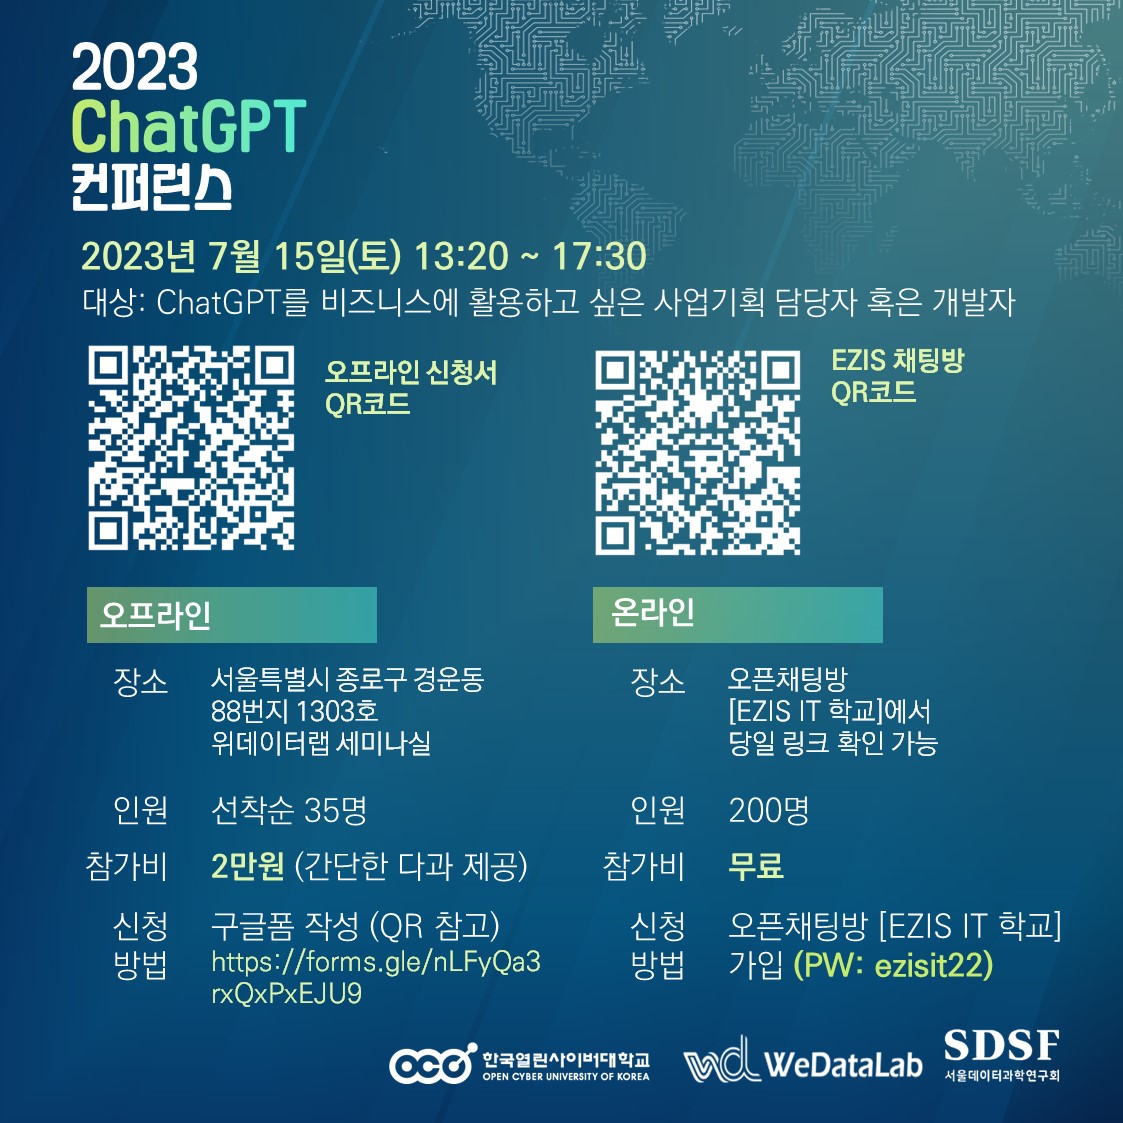 2023
ChatGPT
컨퍼런스
2023년 7월 15일(토) 13:20 ~ 17:30
대상: ChatGPT를 비즈니스에 활용하고 싶은 사업기획 담당자 혹은 개발자
오프라인 신청서
QR코드
EZIS 채팅방
QR코드
오프라인
장소 서울특별시 종로구 경운동
88번지 1303호
위데이터랩 세미나실
인원 선착순 35명
참가비 2만원 (간단한 다과 제공)
신청 구글폼 작성 (QR 참고)
방법 https://forms.gle/nLFyQa3
rxQxPxEJU9
온라인
장소 오픈채팅방
[EZIS IT 학교]에서
당일 링크 확인 가능
인원 200명
참가비 무료
신청 오픈채팅방 [EZIS IT 학교]
방법 가입 (PW: ezisit22)
한국열린사이버대학교
OPEN CYBER UNIVERSITY OF KOREA
WeDataLab
SDSF
서울데이터과학연구회